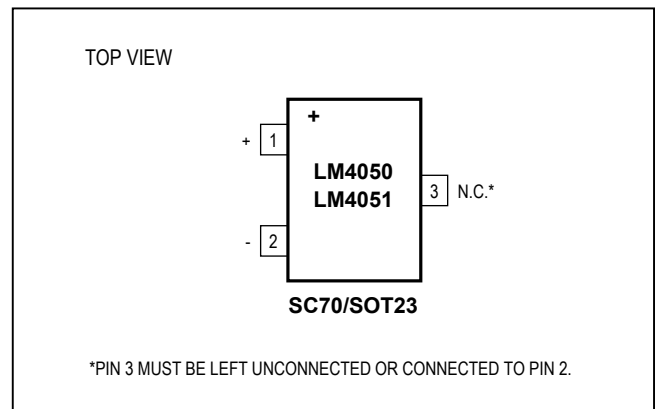 TOP VIEW
+
+ 1
LM4050
LM4051
3 N.C.*
- 2
SC70/SOT23
*PIN 3 MUST BE LEFT UNCONNECTED OR CONNECTED TO PIN 2.